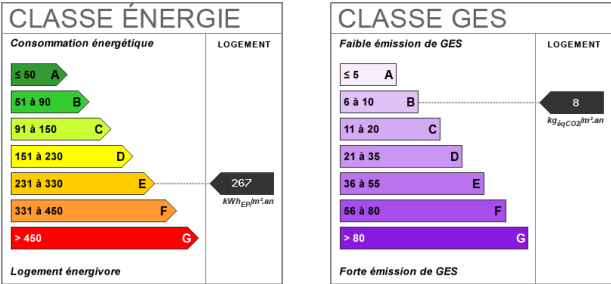 CLASSE ÉNERGIE
Consommation énergétique
LOGEMENT
≤ 50 A
51 à 90 B
91 à 150 C
151 à 230 D
231 à 330 E
267
kWhEP/m².an
331 à 450 F
> 450 G
Logement énergivore
CLASSE GES
Faible émission de GES
LOGEMENT
≤ 5 A
6 à 10 B
8
kgéqCO2/m².an
11 à 20 C
21 à 35 D
36 à 55 E
56 à 80 F
> 80 G
Forte émission de GES